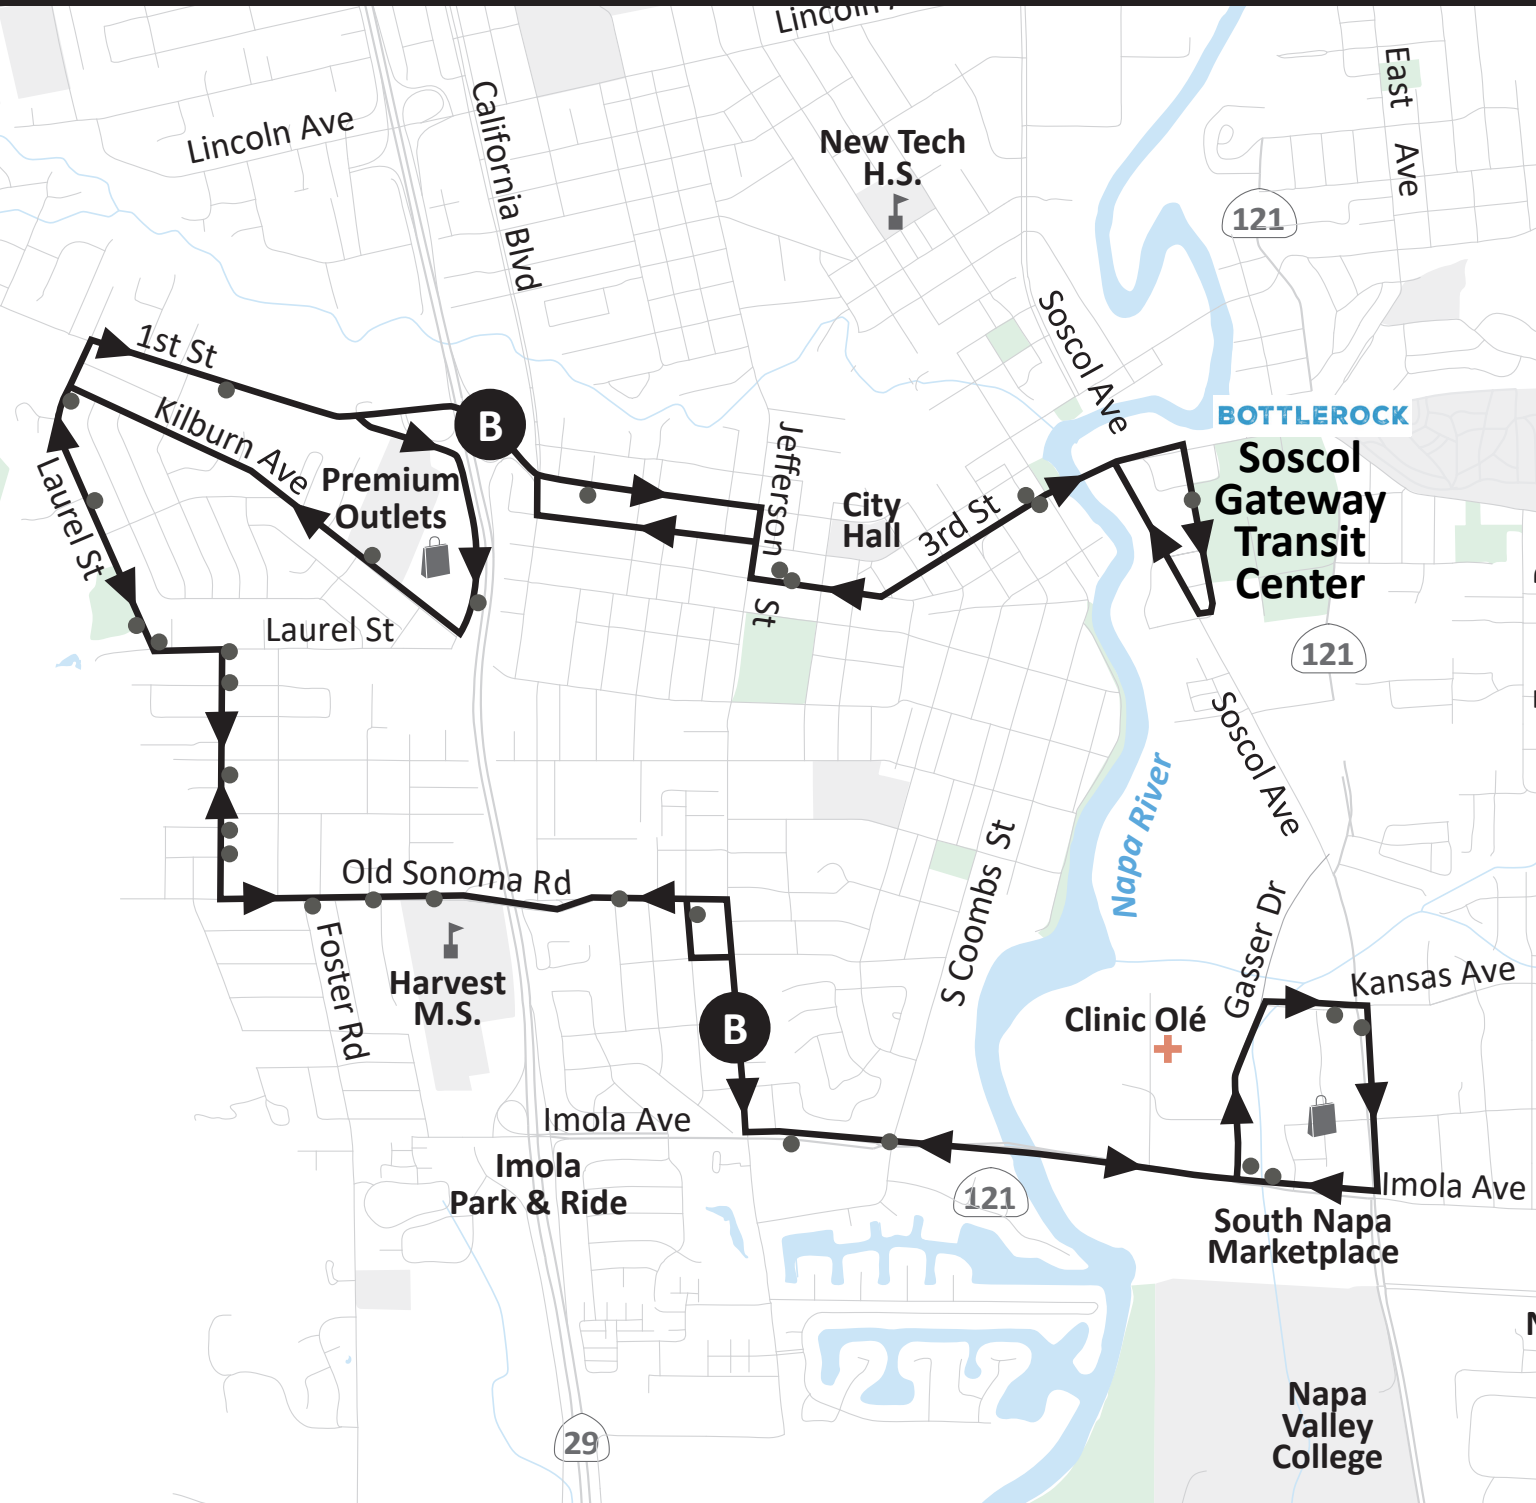 Lincoln Ave
California Blvd
East Ave
Lincoln Ave
New Tech
H.S.
121
Soscol Ave
1st St
Kilburn Ave
Laurel St
Premium
Outlets
B
Jefferson St
City
Hall
3rd St
BOTTLEROCK
Soscol
Gateway
Transit
Center
121
Laurel St
Soscol Ave
Napa River
S Coombs St
Old Sonoma Rd
Foster Rd
Harvest
M.S.
B
Gasser Dr
Kansas Ave
Clinic Olé
Imola Ave
Imola
Park & Ride
121
Imola Ave
South Napa
Marketplace
Napa
Valley
College
29